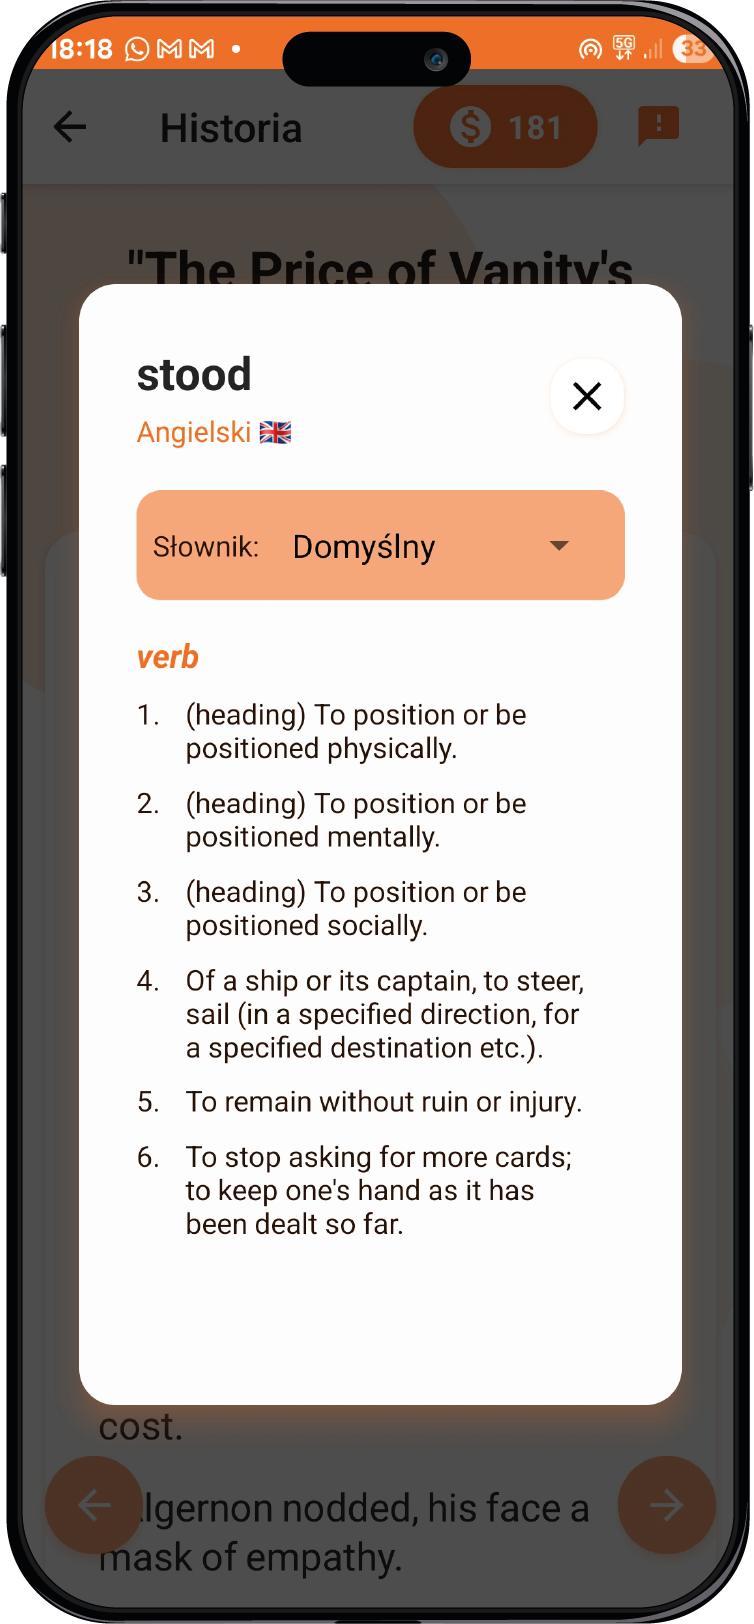 18:18
5G
33
Historia
$ 181
"The Price of Vanity's
stood
Angielski
Słownik: Domyślny
verb
1. (heading) To position or be
positioned physically.
2. (heading) To position or be
positioned mentally.
3. (heading) To position or be
positioned socially.
4. Of a ship or its captain, to steer,
sail (in a specified direction, for
a specified destination etc.).
5. To remain without ruin or injury.
6. To stop asking for more cards;
to keep one's hand as it has
been dealt so far.
cost.
lgernon nodded, his face a
mask of empathy.